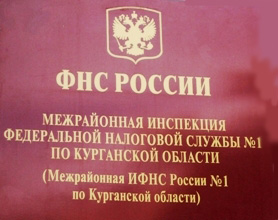 ФНС РОССИИ
МЕЖРАЙОННАЯ ИНСПЕКЦИЯ
ФЕДЕРАЛЬНОЙ НАЛОГОВОЙ СЛУЖБЫ №1
ПО КУРГАНСКОЙ ОБЛАСТИ
(Межрайонная ИФНС России №1
по Курганской области)